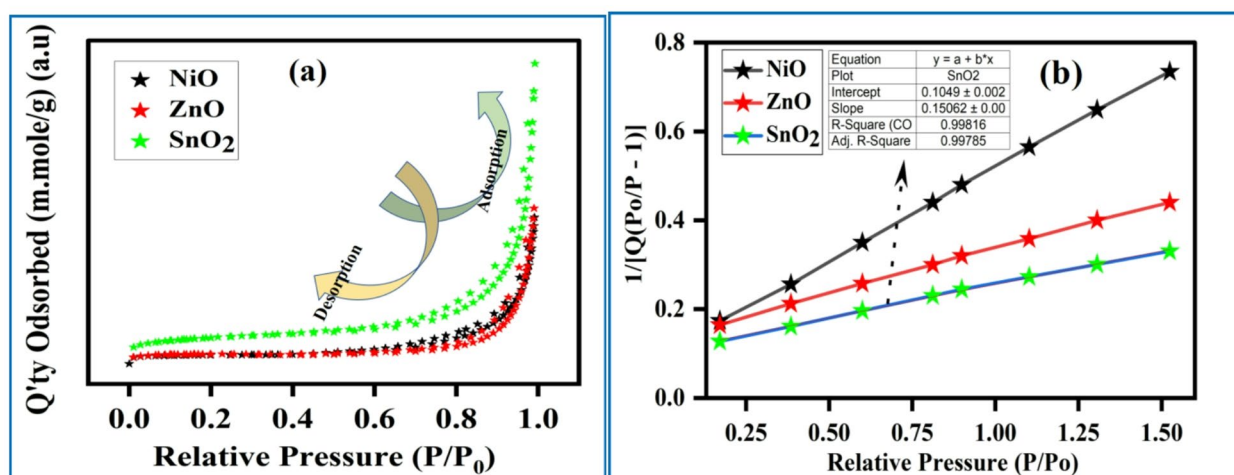 Q'ty Odsorbed (m.mole/g) (a.u)
(a)
NiO
ZnO
SnO2
Adsorption
Desorption
0.0 0.2 0.4 0.6 0.8 1.0
Relative Pressure (P/P0)
1/[Q(Po/P - 1)]
0.8
0.6
0.4
0.2
0.0
NiO
ZnO
SnO2
Equation y = a + b*x
Plot SnO2
Intercept 0.1049 ± 0.002
Slope 0.15062 ± 0.00
R-Square (CO 0.99816
Adj. R-Square 0.99785
(b)
0.25 0.50 0.75 1.00 1.25 1.50
Relative Pressure (P/Po)